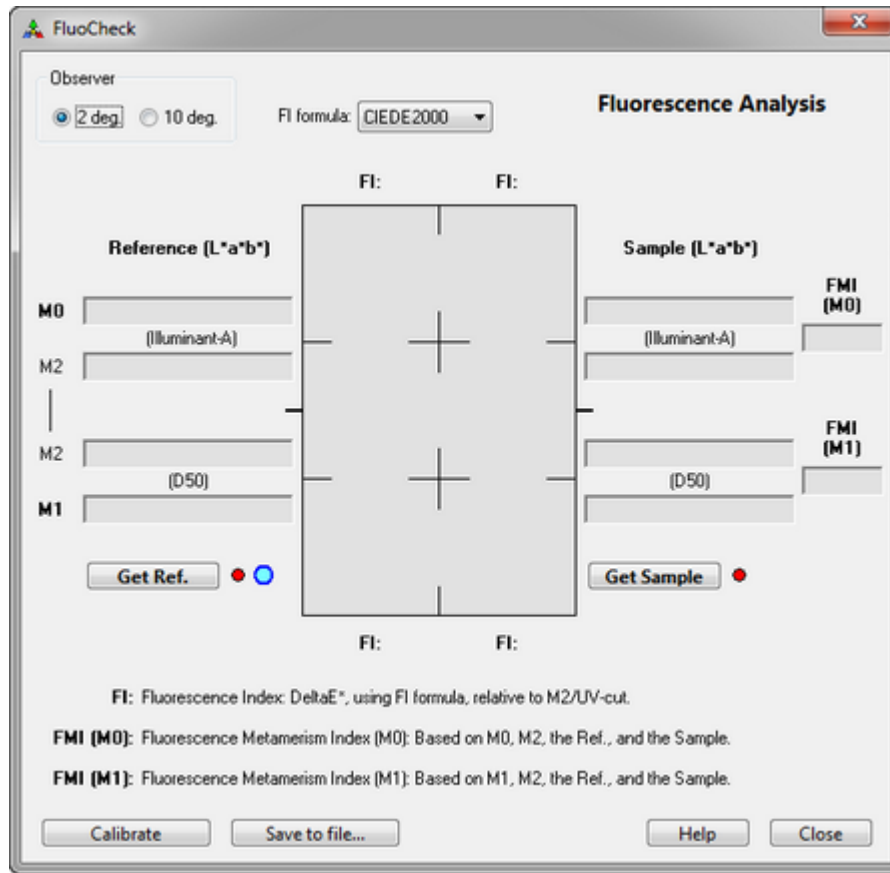 FluoCheck
Observer
2 deg. 10 deg.
FI formula: CIEDE2000
Fluorescence Analysis
FI: FI:
Reference (L*a*b*)
Sample (L*a*b*)
FMI
(M0)
M0
(Illuminant-A)
(Illuminant-A)
M2
FMI
(M1)
M2
(D50)
(D50)
M1
Get Ref.
Get Sample
FI: FI:
FI: Fluorescence Index: DeltaE*, using FI formula, relative to M2/UV-cut.
FMI (M0): Fluorescence Metamerism Index (M0): Based on M0, M2, the Ref., and the Sample.
FMI (M1): Fluorescence Metamerism Index (M1): Based on M1, M2, the Ref., and the Sample.
Calibrate Save to file... Help Close